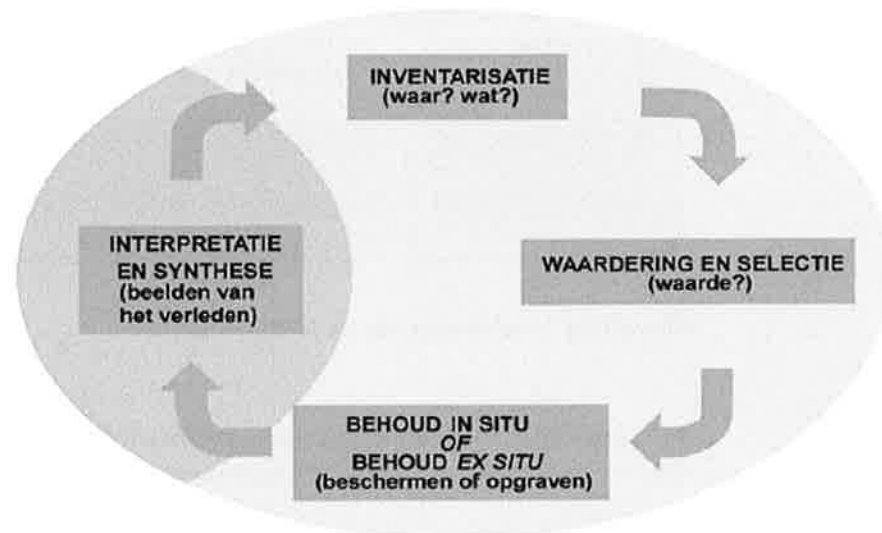 INVENTARISATIE
(waar? wat?)
WAARDERING EN SELECTIE
(waarde?)
BEHOUD IN SITU
OF
BEHOUD EX SITU
(beschermen of opgraven)
INTERPRETATIE
EN SYNTHESE
(beelden van
het verleden)